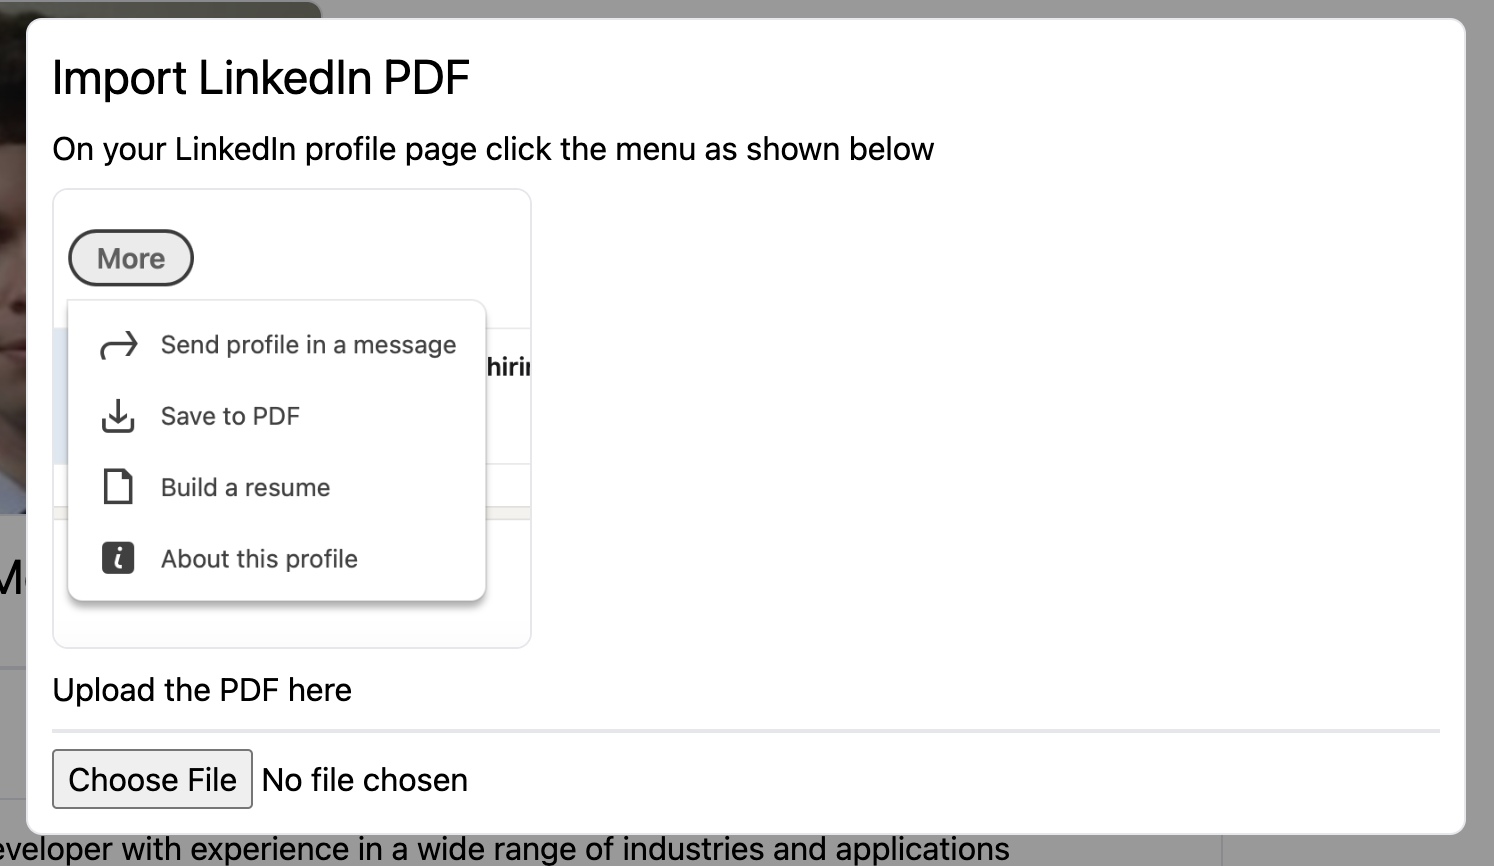 Import LinkedIn PDF
On your LinkedIn profile page click the menu as shown below
More
Send profile in a message
hirin
Save to PDF
Build a resume
About this profile
Upload the PDF here
Choose File No file chosen
eveloper with experience in a wide range of industries and applications